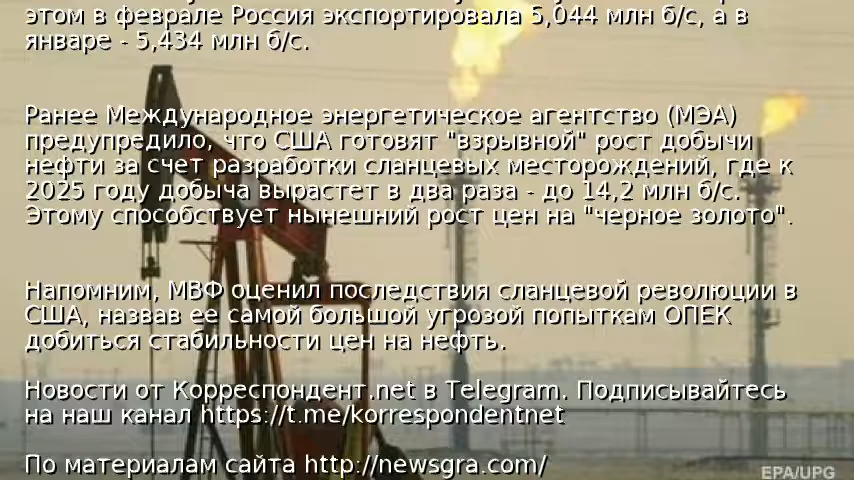 этом в феврале Россия экспортировала 5,044 млн б/с, а в
январе - 5,434 млн б/с.
Ранее Международное энергетическое агентство (МЭА)
предупредило, что США готовят "взрывной" рост добычи
нефти за счет разработки сланцевых месторождений, где к
2025 году добыча вырастет в два раза - до 14,2 млн б/с.
Этому способствует нынешний рост цен на "черное золото".
Напомним, МВФ оценил последствия сланцевой революции в
США, назвав ее самой большой угрозой попыткам ОПЕК
добиться стабильности цен на нефть.
Новости от Корреспондент.net в Telegram. Подписывайтесь
на наш канал https://t.me/korrespondentnet
По материалам сайта http://newsgra.com/
EPA/UPG